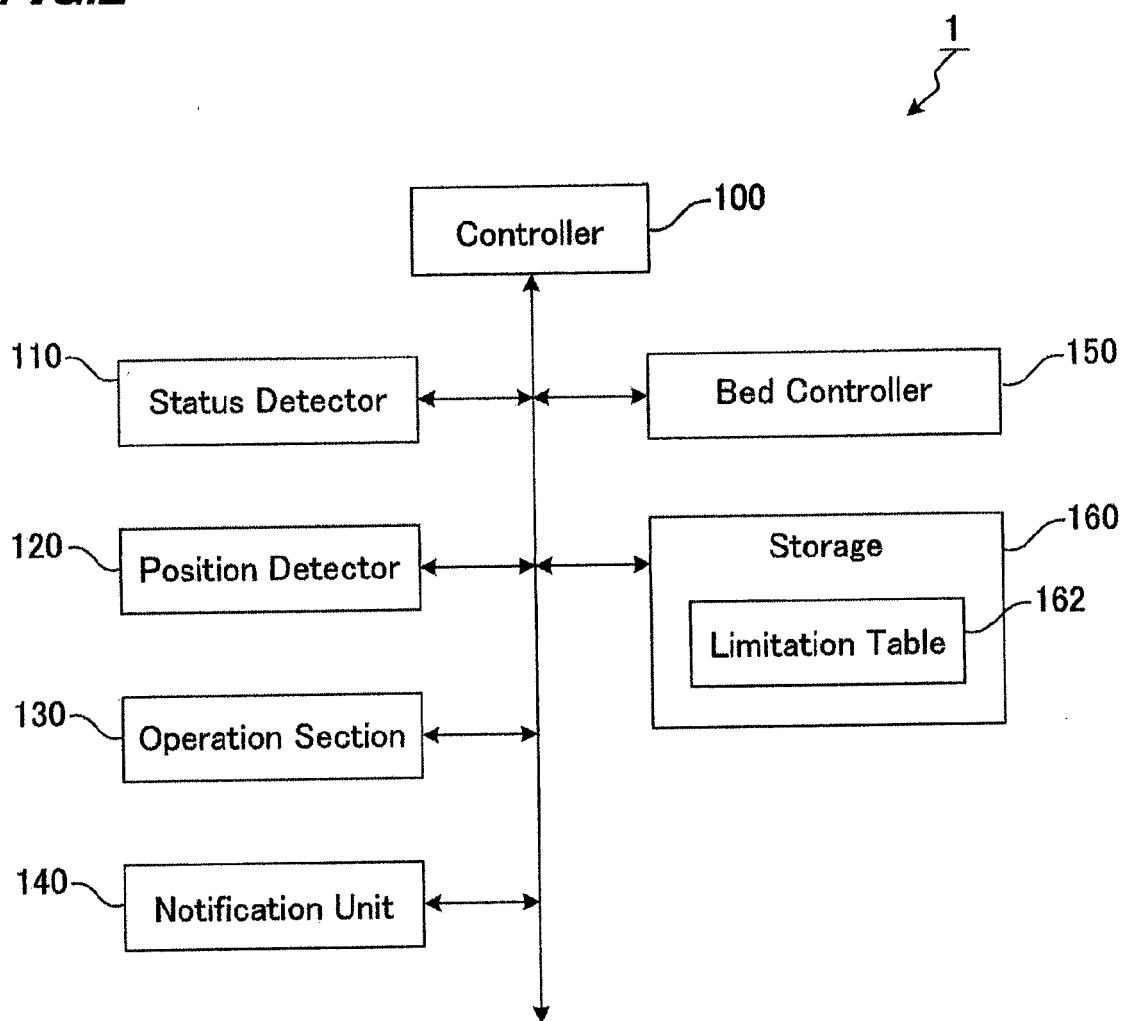 1
Controller
100
110
Status Detector
Bed Controller
150
120
Position Detector
Storage
160
Limitation Table
162
130
Operation Section
140
Notification Unit